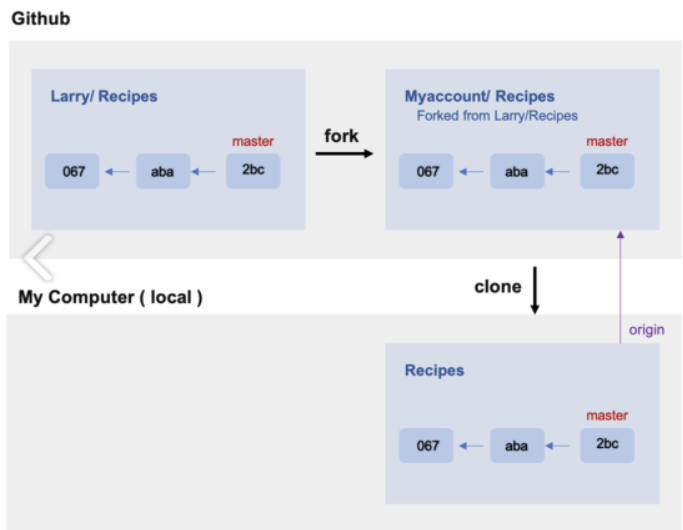 Github
Larry/ Recipes
master
067
aba
2bc
fork
Myaccount/ Recipes
Forked from Larry/Recipes
master
067
aba
2bc
clone
My Computer ( local )
origin
Recipes
master
067
aba
2bc